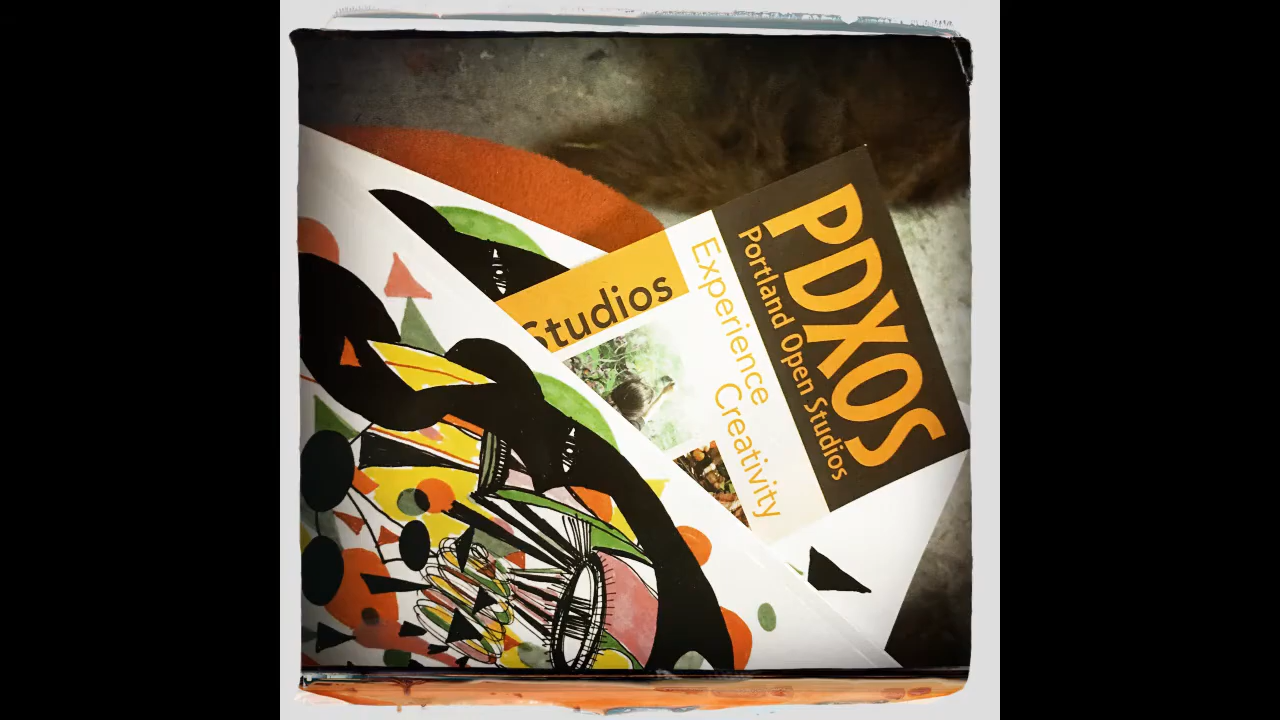 PDXOS
Portland Open Studios
Experience
Creativity
Studios